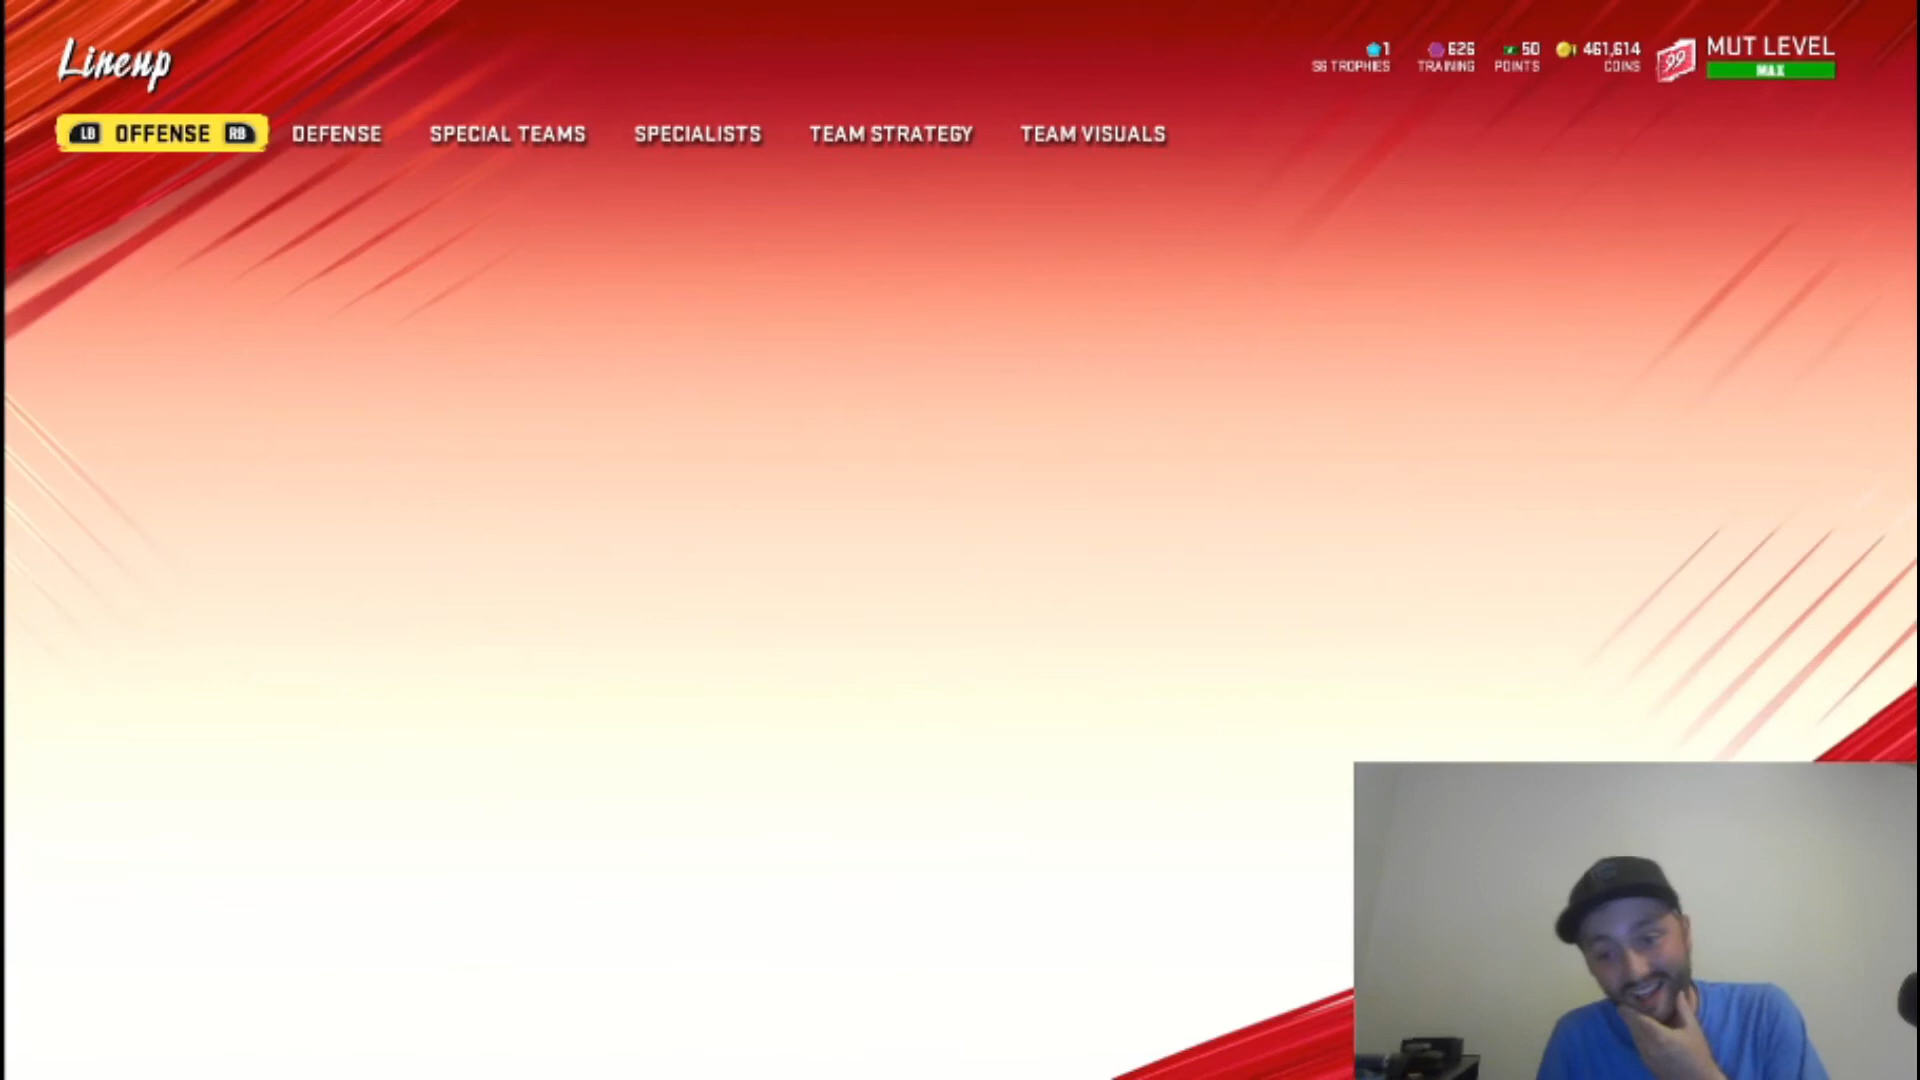 Lineup
1 S6 TROPHIES
626 TRAINING
50 POINTS
461,614 COINS
99
MUT LEVEL
MAX
LB OFFENSE RB DEFENSE SPECIAL TEAMS SPECIALISTS TEAM STRATEGY TEAM VISUALS